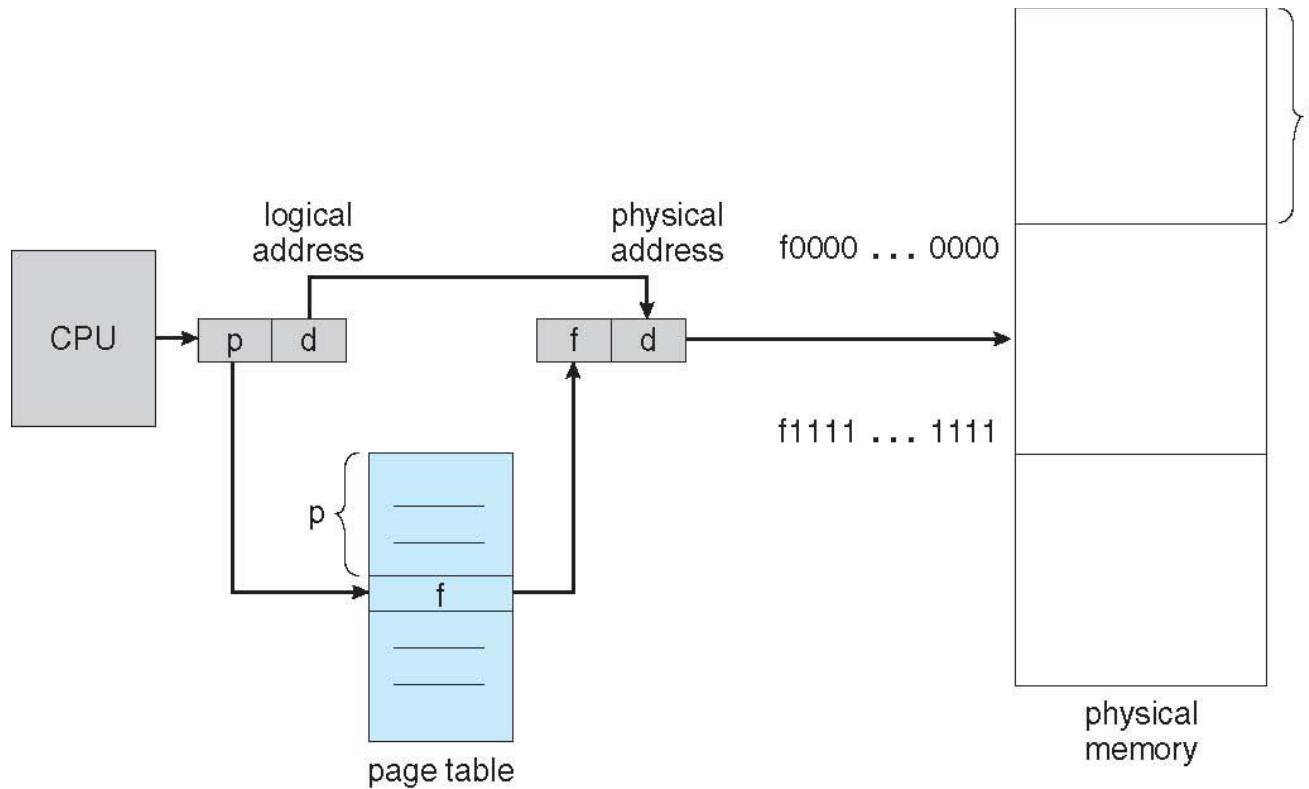 logical
address
physical
address
f0000 ... 0000
CPU
p
d
f
d
f1111 ... 1111
p
f
page table
physical
memory